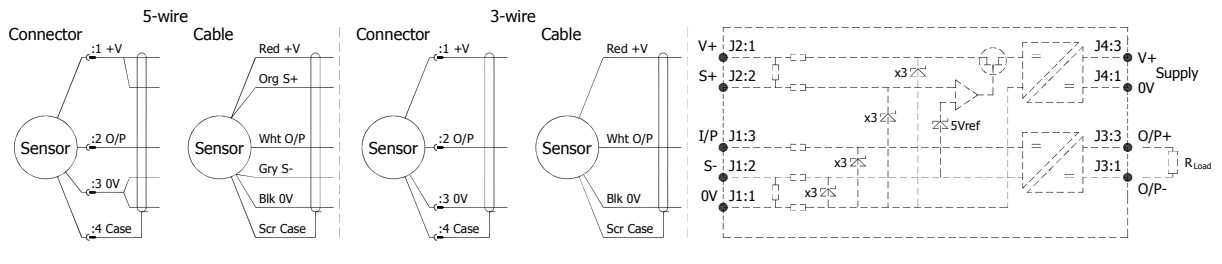 5-wire
Connector
Cable
:1 +V
:2 O/P
:3 0V
:4 Case
Sensor
Red +V
Org S+
Wht O/P
Gry S-
Blk 0V
Scr Case
Sensor
3-wire
Connector
Cable
:1 +V
:2 O/P
:3 0V
:4 Case
Sensor
Red +V
Wht O/P
Blk 0V
Scr Case
Sensor
V+ J2:1
S+ J2:2
I/P J1:3
S- J1:2
0V J1:1
x3
x3
x3
x3
5Vref
J4:3 V+
J4:1 0V
Supply
J3:3 O/P+
J3:1 O/P-
RLoad